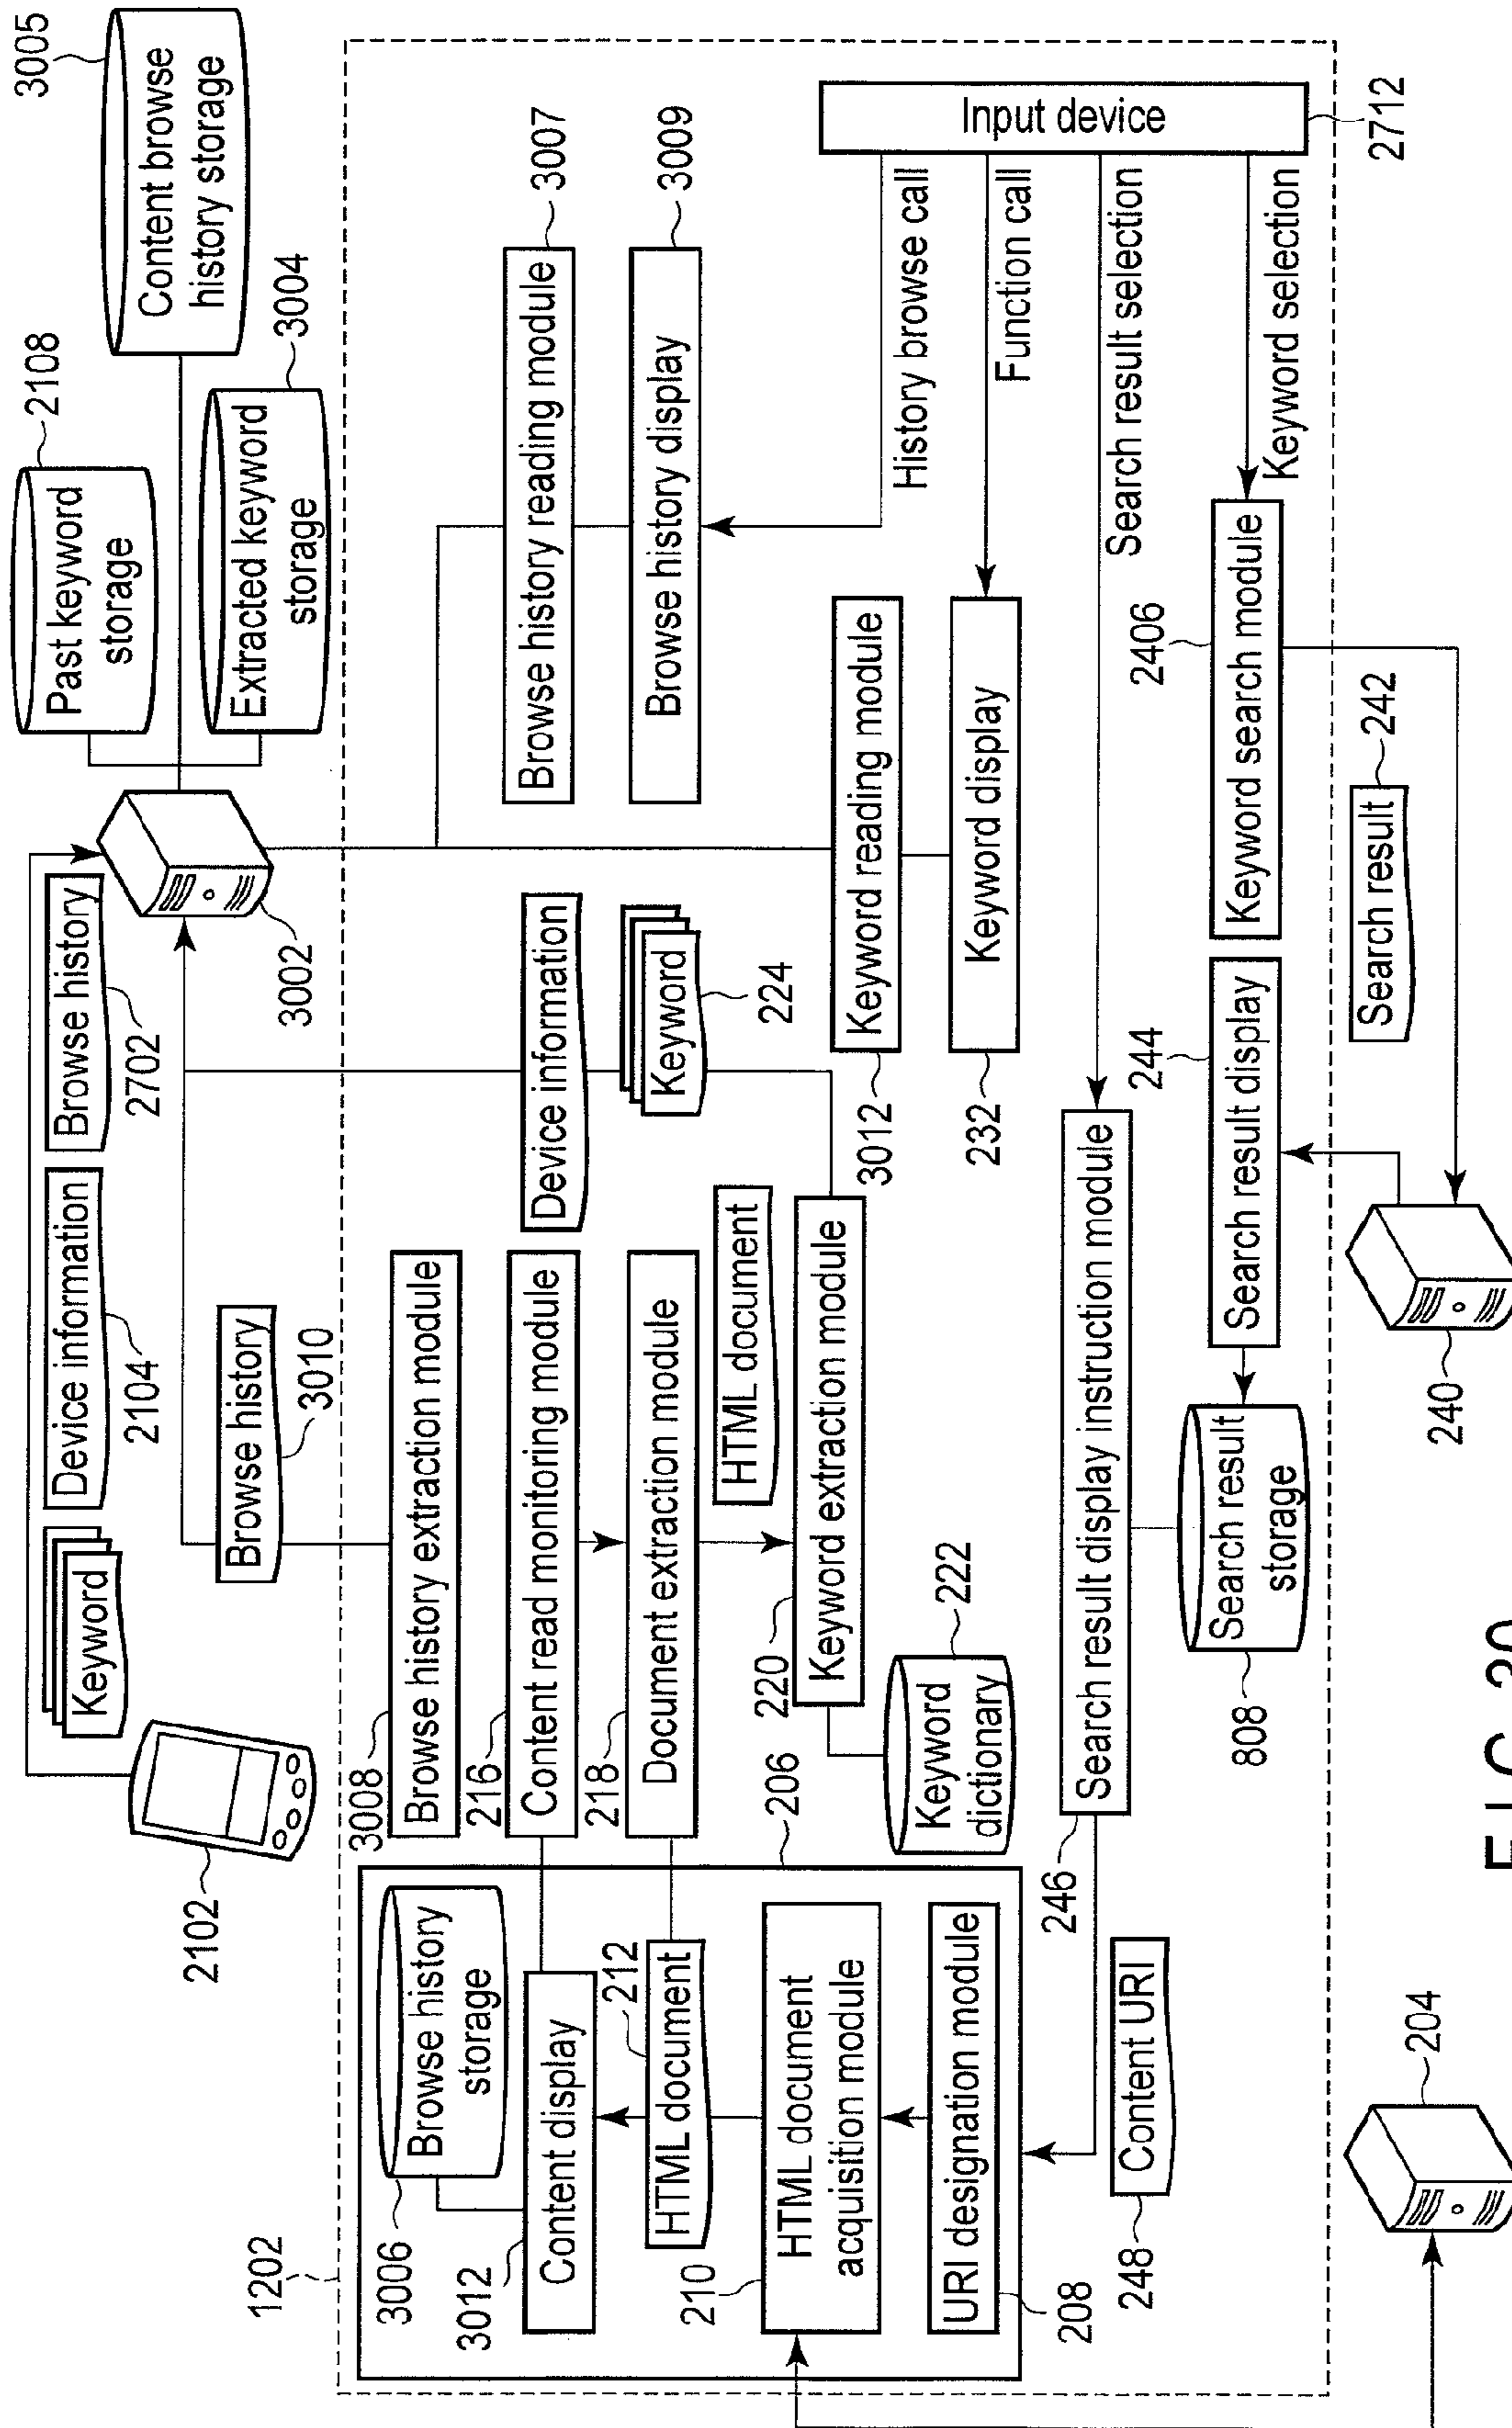 3005
Content browse
history storage
2108
Past keyword
storage
3004
Extracted keyword
storage
3002
Browse history
2702
Device information
2104
Keyword
2102
Browse history
3010
1202
3006
Browse history
storage
3012
Content display
212
HTML document
210
HTML document
acquisition module
URI designation module
208
206
3008
Browse history extraction module
216
Content read monitoring module
218
Document extraction module
HTML document
220
Keyword extraction module
222
Keyword
dictionary
Device information
Keyword
224
Browse history reading module
3007
Browse history display
3009
Keyword reading module
3012
Keyword display
232
Input device
2712
History browse call
Function call
Search result selection
Keyword selection
246
Search result display instruction module
Content URI
248
Search result
storage
808
244
Search result display
2406
Keyword search module
Search result
242
240
204